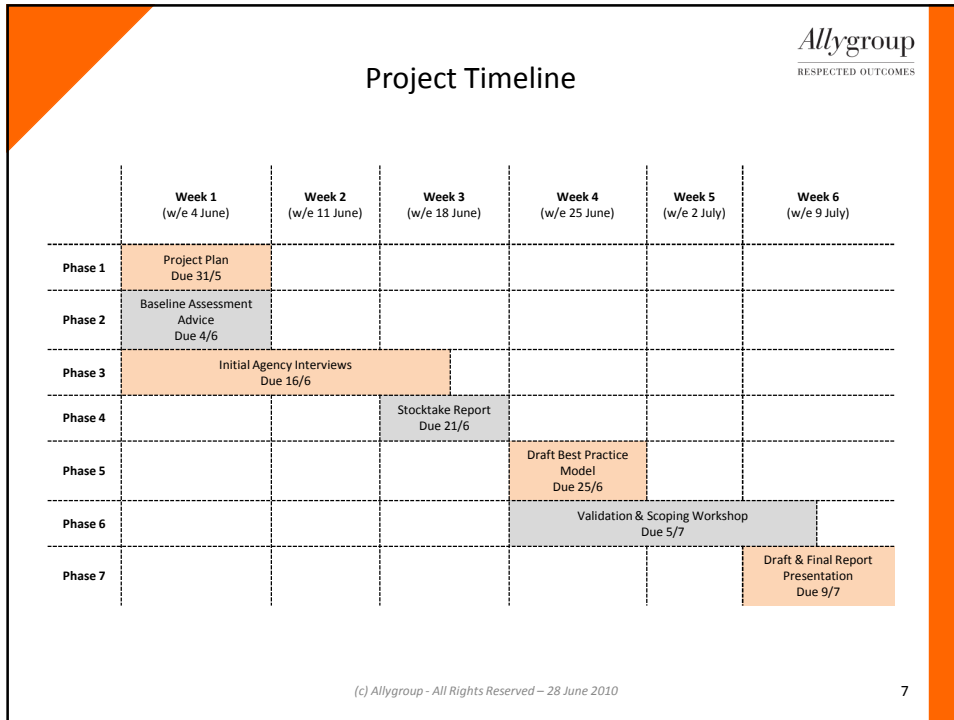 Allygroup
RESPECTED OUTCOMES
Project Timeline
Week 1
(w/e 4 June)
Week 2
(w/e 11 June)
Week 3
(w/e 18 June)
Week 4
(w/e 25 June)
Week 5
(w/e 2 July)
Week 6
(w/e 9 July)
Phase 1
Project Plan
Due 31/5
Phase 2
Baseline Assessment
Advice
Due 4/6
Phase 3
Initial Agency Interviews
Due 16/6
Phase 4
Stocktake Report
Due 21/6
Phase 5
Draft Best Practice
Model
Due 25/6
Phase 6
Validation & Scoping Workshop
Due 5/7
Phase 7
Draft & Final Report
Presentation
Due 9/7
(c) Allygroup - All Rights Reserved – 28 June 2010
7